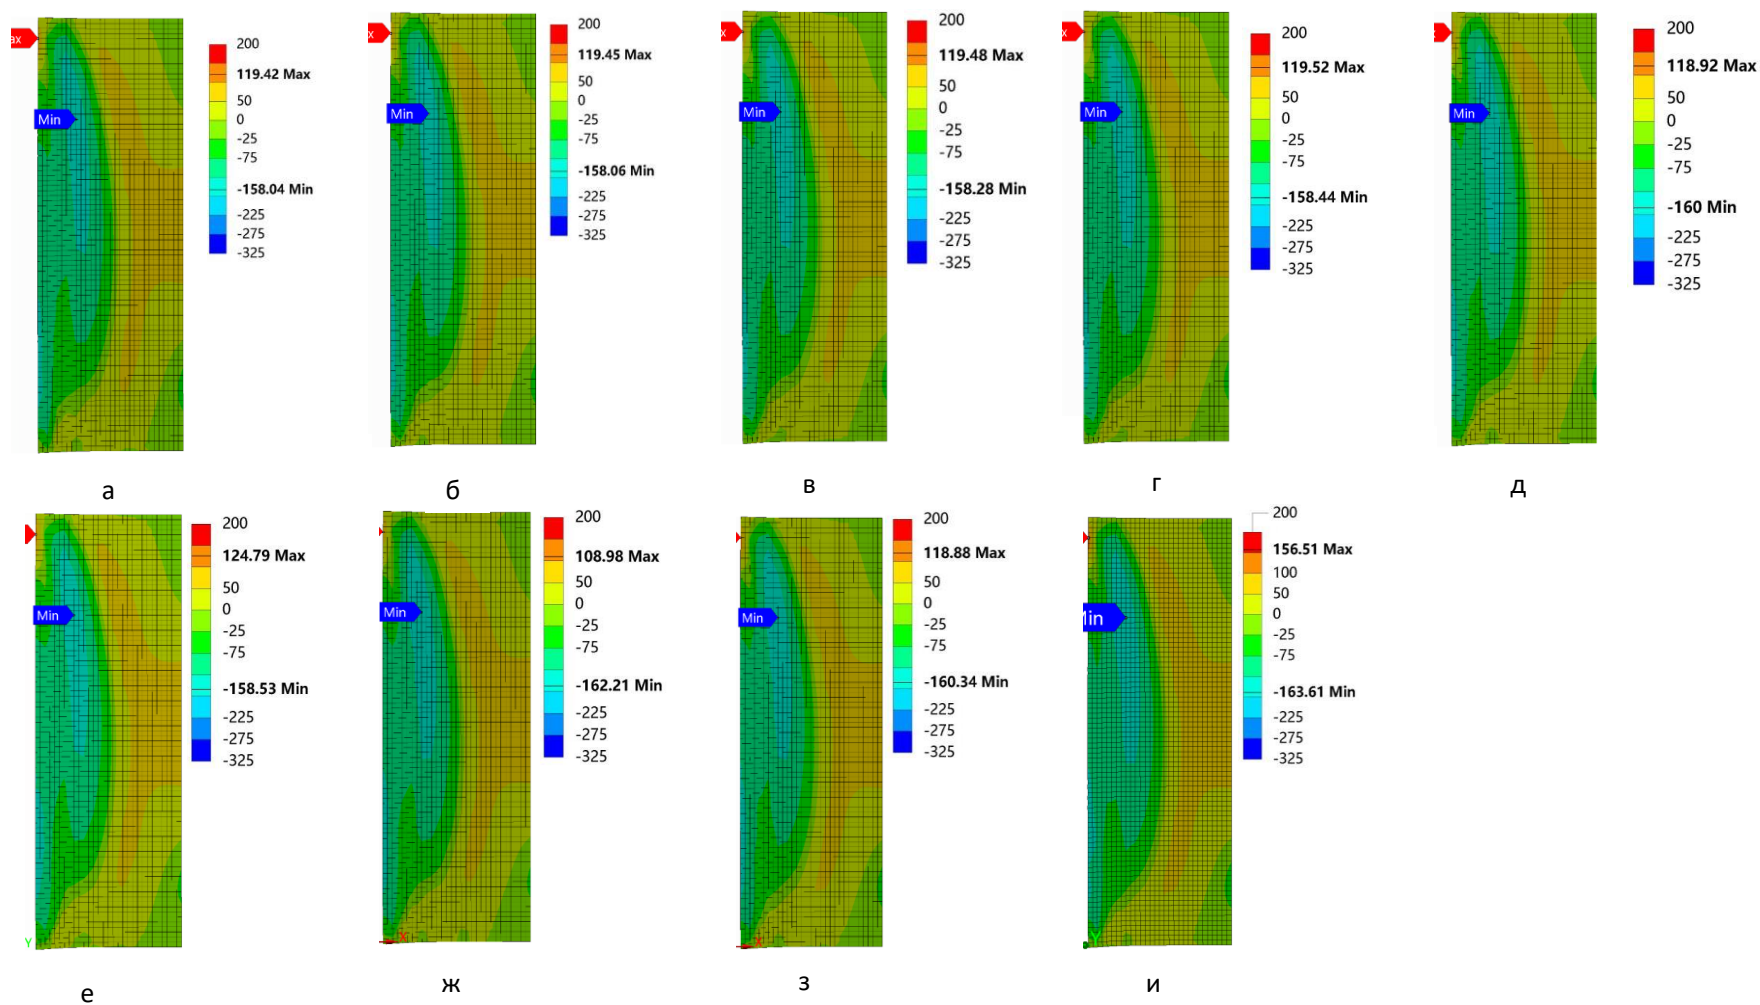 ax
Min
200
119.42 Max
50
0
-25
-75
-158.04 Min
-225
-275
-325
а
x
Min
200
119.45 Max
50
0
-25
-75
-158.06 Min
-225
-275
-325
б
x
Min
200
119.48 Max
50
0
-25
-75
-158.28 Min
-225
-275
-325
в
x
Min
200
119.52 Max
50
0
-25
-75
-158.44 Min
-225
-275
-325
г
Min
200
118.92 Max
50
0
-25
-75
-160 Min
-225
-275
-325
д
Min
200
124.79 Max
50
0
-25
-75
-158.53 Min
-225
-275
-325
Y
е
Min
200
108.98 Max
50
0
-25
-75
-162.21 Min
-225
-275
-325
X
ж
Min
200
118.88 Max
50
0
-25
-75
-160.34 Min
-225
-275
-325
X
з
Min
200
156.51 Max
100
50
0
-25
-75
-163.61 Min
-225
-275
-325
Y
и